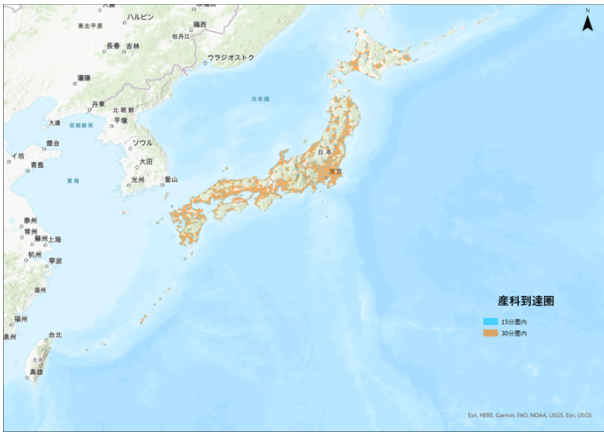 ハルビン
東北平原
鶏西
牡丹江
長春
吉林
ウラジオストク
瀋陽
丹東
北朝鮮
日本海
大連
西朝鮮湾
平壌
煙台
ソウル
日本
イ坊
大田
青島
東京
光州
釜山
黄海
泰州
常州
蘇州
上海
杭州
寧波
温州
産科到達圏
福州
15分圏内
泉州
台北
30分圏内
高雄
Esri, HERE, Garmin, FAO, NOAA, USGS, Esri, USGS
N